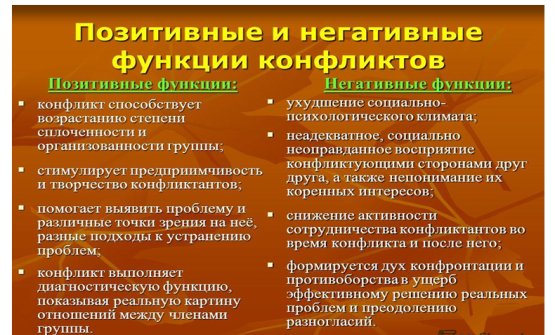 Позитивные и негативные
функции конфликтов
Позитивные функции:
конфликт способствует
возрастанию степени
сплоченности и
организованности группы;
стимулирует предприимчивость
и творчество конфликтантов;
помогает выявить проблему и
различные точки зрения на неё,
разные подходы к устранению
проблем;
конфликт выполняет
диагностическую функцию,
показывая реальную картину
отношений между членами
группы.
Негативные функции:
ухудшение социально-
психологического климата;
неадекватное, социально
неоправданное восприятие
конфликтующими сторонами друг
друга, а также непонимание их
коренных интересов;
снижение активности
сотрудничества конфликтантов во
время конфликта и после него;
формируется дух конфронтации и
противоборства в ущерб
эффективному решению реальных
проблем и преодолению
разногласий.